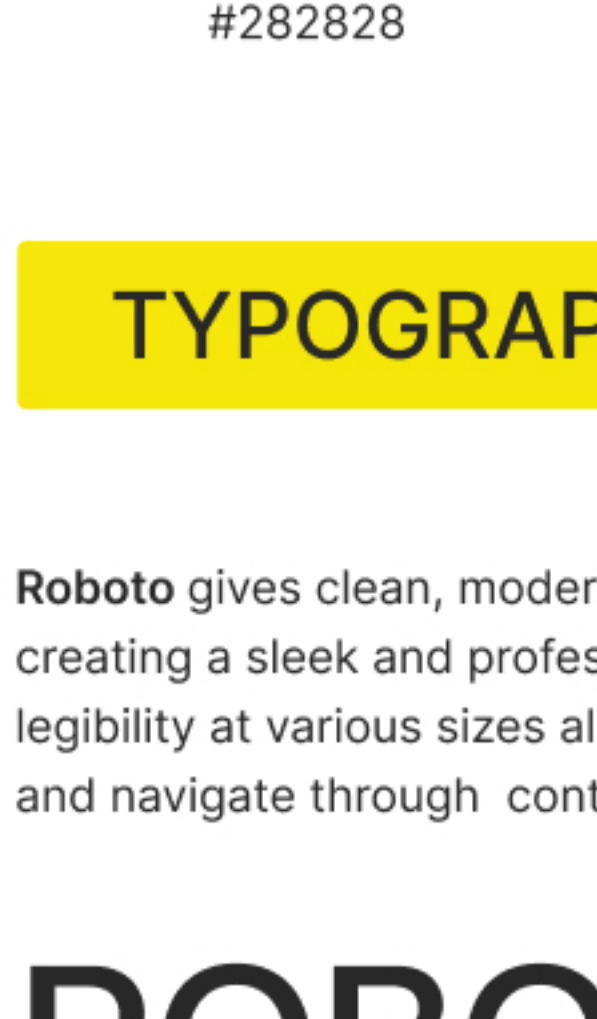 #282828
TYPOGRAP
Roboto gives clean, moder
creating a sleek and profes
legibility at various sizes al
and navigate through  cont
ROBO